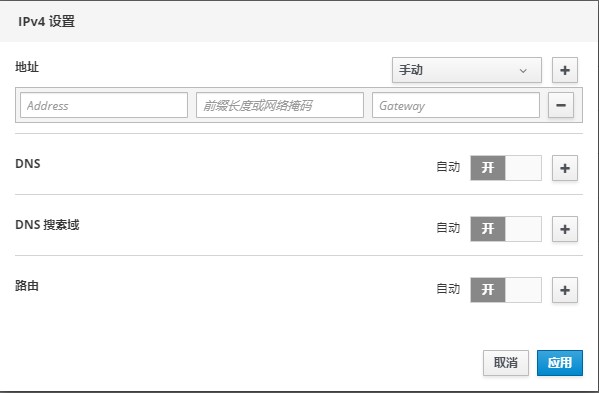 IPv4 设置
地址
手动
Address
前缀长度或网络掩码
Gateway
DNS
自动
开
DNS 搜索域
自动
开
路由
自动
开
取消
应用